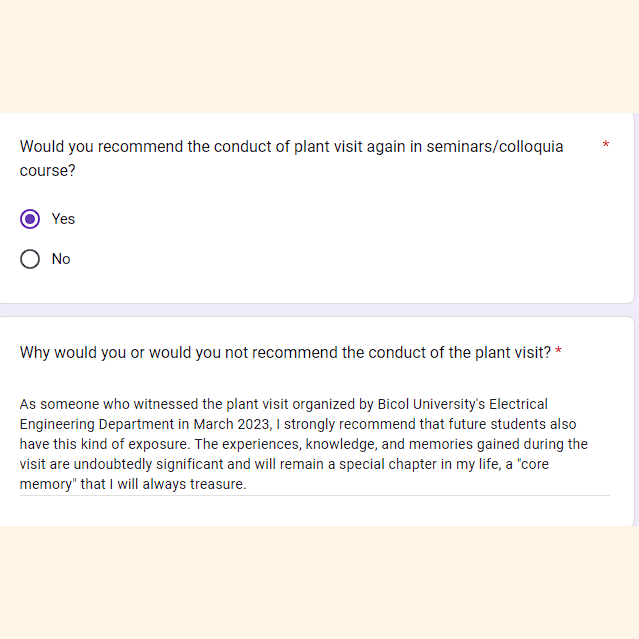 Would you recommend the conduct of plant visit again in seminars/colloquia *
course?
Yes
No
Why would you or would you not recommend the conduct of the plant visit? *
As someone who witnessed the plant visit organized by Bicol University's Electrical
Engineering Department in March 2023, I strongly recommend that future students also
have this kind of exposure. The experiences, knowledge, and memories gained during the
visit are undoubtedly significant and will remain a special chapter in my life, a "core
memory" that I will always treasure.